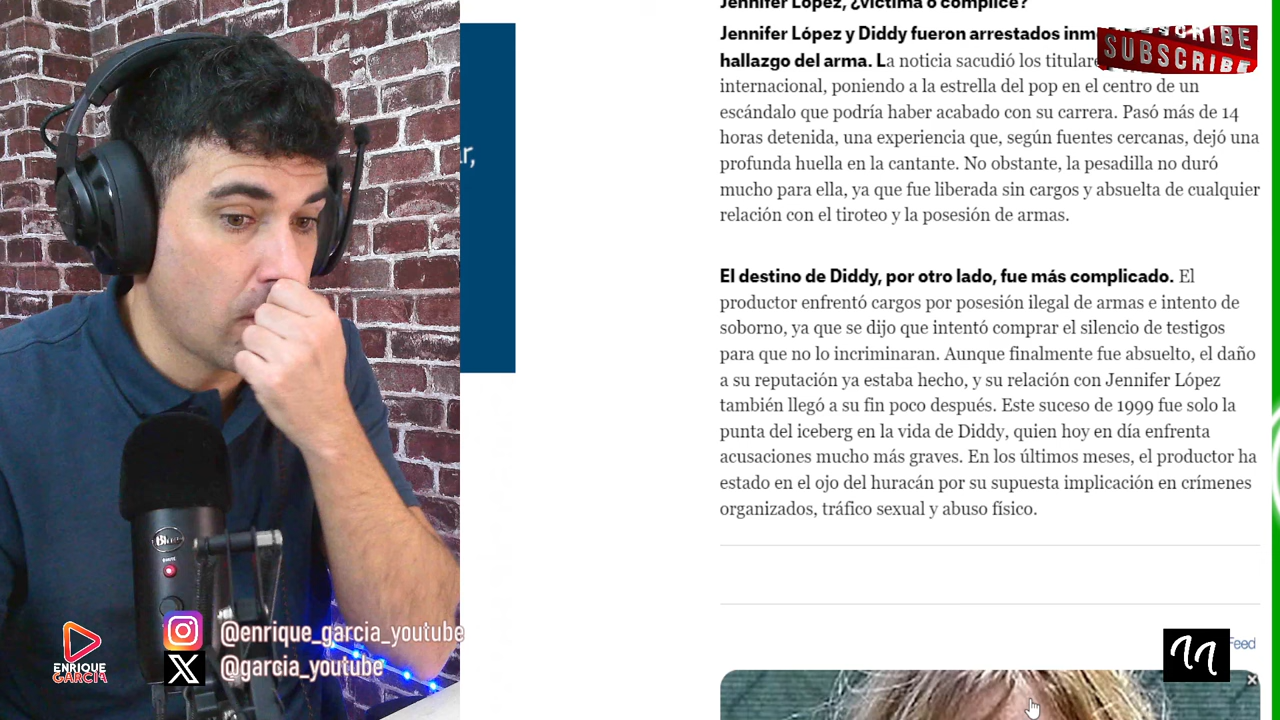 Jennifer López, ¿víctima o cómplice?
Jennifer López y Diddy fueron arrestados
hallazgo del arma. La noticia sacudió los
internacional, poniendo a la estrella del pop en el centro de un
escándalo que podría haber acabado con su carrera. Pasó más de 14
horas detenida, una experiencia que, según fuentes cercanas, dejó una
profunda huella en la cantante. No obstante, la pesadilla no duró
mucho para ella, ya que fue liberada sin cargos y absuelta de cualquier
relación con el tiroteo y la posesión de armas.
El destino de Diddy, por otro lado, fue más complicado. El
productor enfrentó cargos por posesión ilegal de armas e intento de
soborno, ya que se dijo que intentó comprar el silencio de testigos
para que no lo incriminaran. Aunque finalmente fue absuelto, el daño
a su reputación ya estaba hecho, y su relación con Jennifer López
también llegó a su fin poco después. Este suceso de 1999 fue solo la
punta del iceberg en la vida de Diddy, quien hoy en día enfrenta
acusaciones mucho más graves. En los últimos meses, el productor ha
estado en el ojo del huracán por su supuesta implicación en crímenes
organizados, tráfico sexual y abuso físico.
SUBSCRIBE
r,
Blue
MUTE
@enrique_garcia_youtube
@garcia_youtube
ENRIQUE
GARCIA
Feed